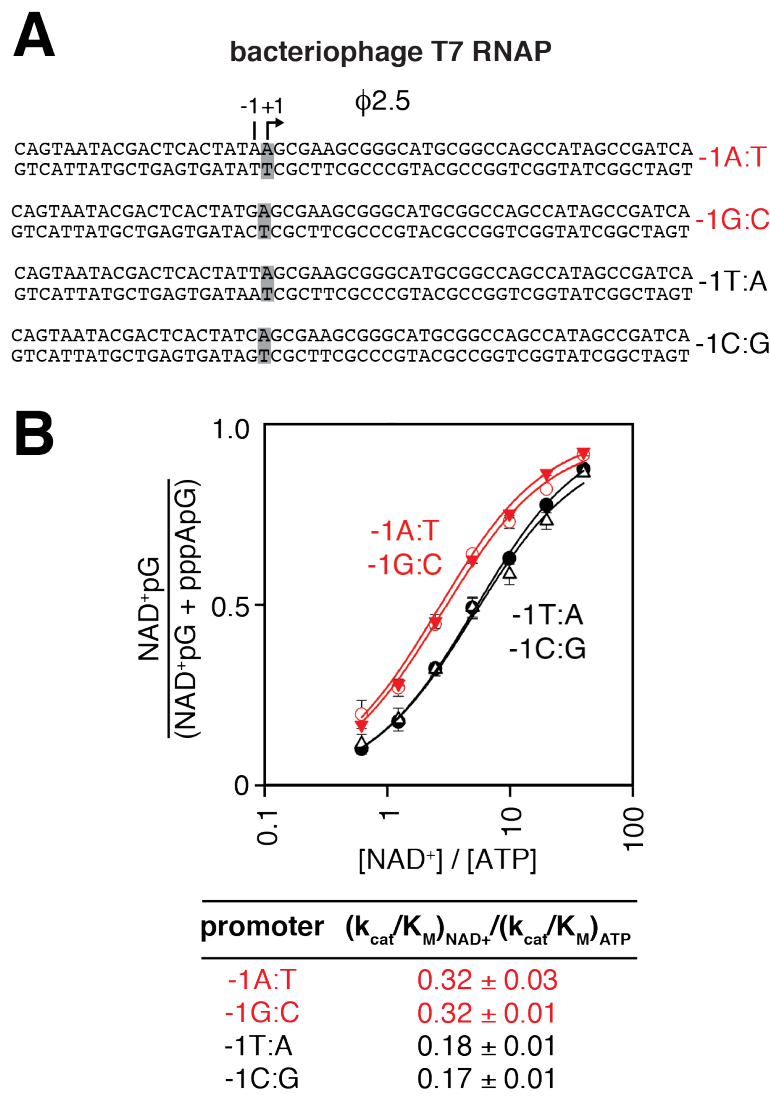 A
bacteriophage T7 RNAP
-1 +1
ϕ2.5
CAGTAATACGACTCACTATAAGCGAAGCGGGCATGCGGCCAGCCATAGCCGATCA
GTCATTATGCTGAGTGATATTCGCTTCGCCCGTACGCCGGTCGGTATCGGCTAGT
-1A:T
CAGTAATACGACTCACTATGAGCGAAGCGGGCATGCGGCCAGCCATAGCCGATCA
GTCATTATGCTGAGTGATACTCGCTTCGCCCGTACGCCGGTCGGTATCGGCTAGT
-1G:C
CAGTAATACGACTCACTATTAGCGAAGCGGGCATGCGGCCAGCCATAGCCGATCA
GTCATTATGCTGAGTGATAATCGCTTCGCCCGTACGCCGGTCGGTATCGGCTAGT
-1T:A
CAGTAATACGACTCACTATCAGCGAAGCGGGCATGCGGCCAGCCATAGCCGATCA
GTCATTATGCTGAGTGATAGTCGCTTCGCCCGTACGCCGGTCGGTATCGGCTAGT
-1C:G
B
NAD⁺pG
(NAD⁺pG + pppApG)
1.0
0.5
0
-1A:T
-1G:C
-1T:A
-1C:G
0.1
1
10
100
[NAD⁺] / [ATP]
promoter (kcat/KM)NAD+/(kcat/KM)ATP
-1A:T 0.32 ± 0.03
-1G:C 0.32 ± 0.01
-1T:A 0.18 ± 0.01
-1C:G 0.17 ± 0.01